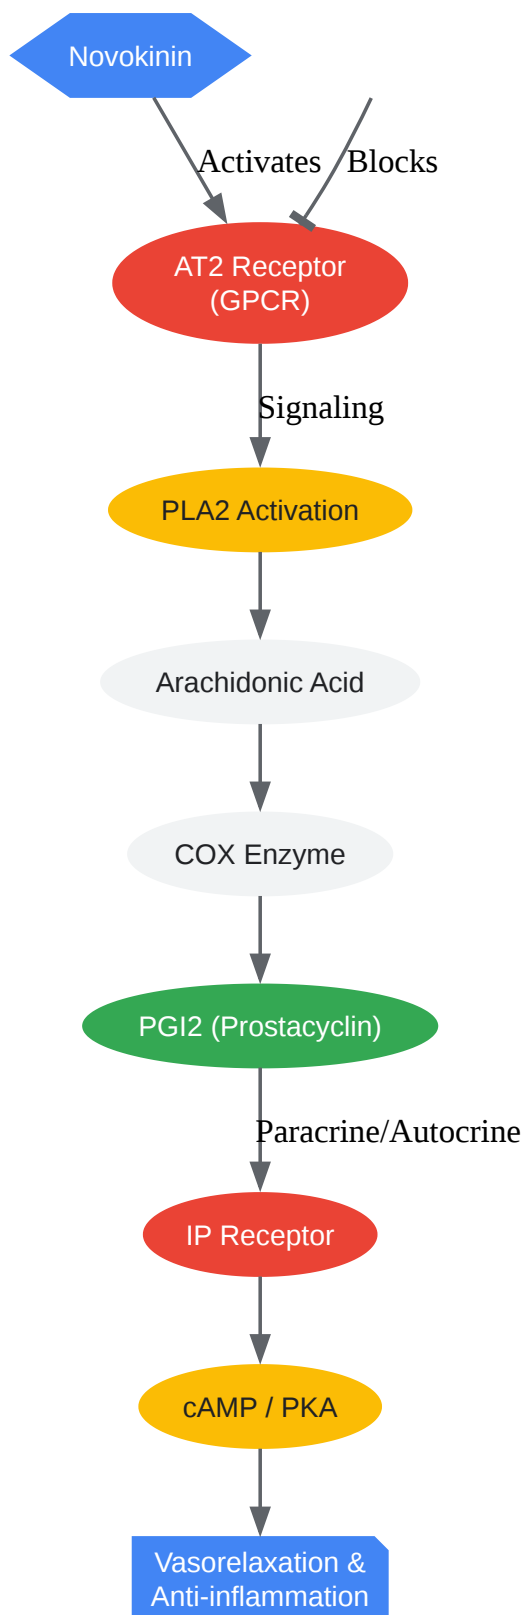 Novokinin
Activates
Blocks
AT2 Receptor
(GPCR)
Signaling
PLA2 Activation
Arachidonic Acid
COX Enzyme
PGI2 (Prostacyclin)
Paracrine/Autocrine
IP Receptor
cAMP / PKA
Vasorelaxation &
Anti-inflammation